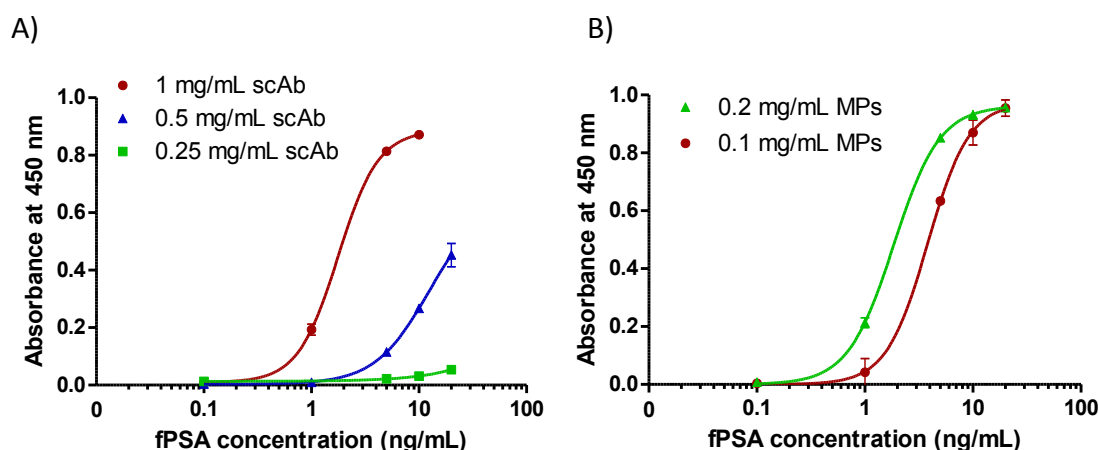 A)
1 mg/mL scAb
0.5 mg/mL scAb
0.25 mg/mL scAb
Absorbance at 450 nm
1.0
0.8
0.6
0.4
0.2
0.0
0 0.1 1 10 100
fPSA concentration (ng/mL)
B)
0.2 mg/mL MPs
0.1 mg/mL MPs
Absorbance at 450 nm
1.0
0.8
0.6
0.4
0.2
0.0
0 0.1 1 10 100
fPSA concentration (ng/mL)